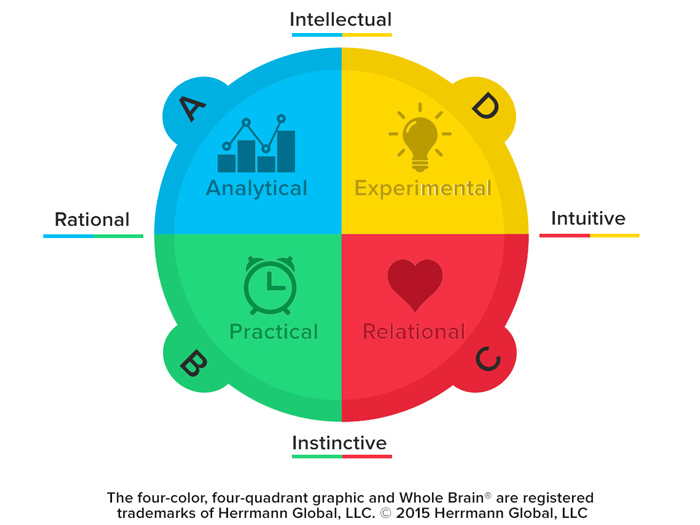 Intellectual
A
D
Analytical
Experimental
Rational
Intuitive
Practical
Relational
B
C
Instinctive
The four-color, four-quadrant graphic and Whole Brain® are registered
trademarks of Herrmann Global, LLC. © 2015 Herrmann Global, LLC